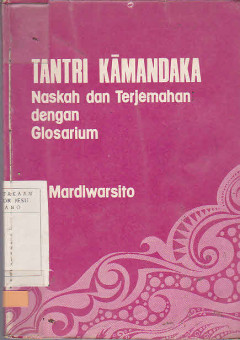 TANTRI KĀMANDAKA
Naskah dan Terjemahan
dengan
Glosarium
Mardiwarsito